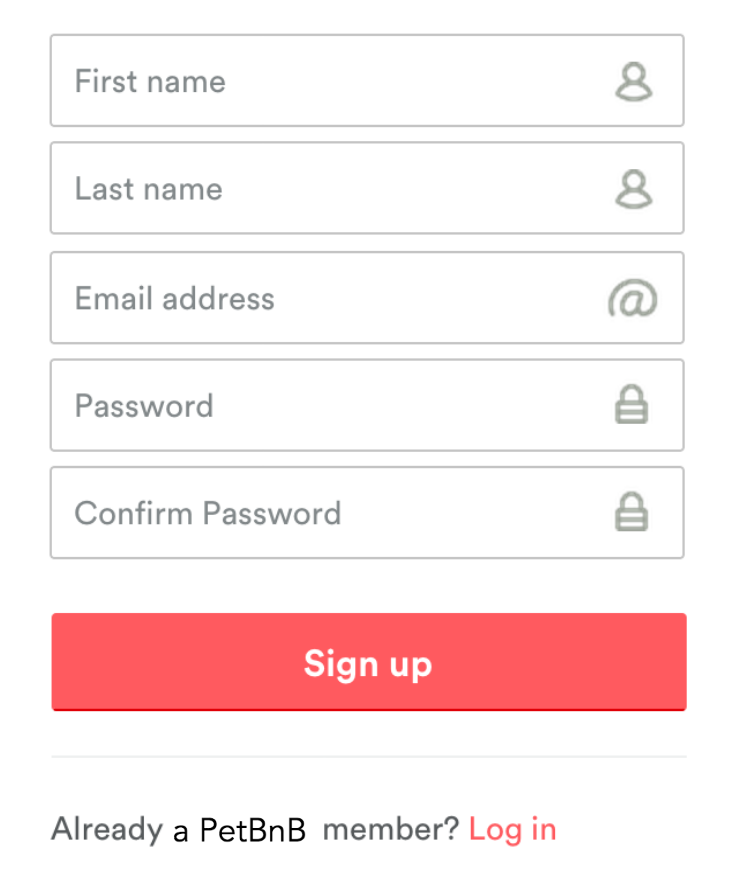 First name
Last name
Email address
Password
Confirm Password
Sign up
Already a PetBnB member? Log in